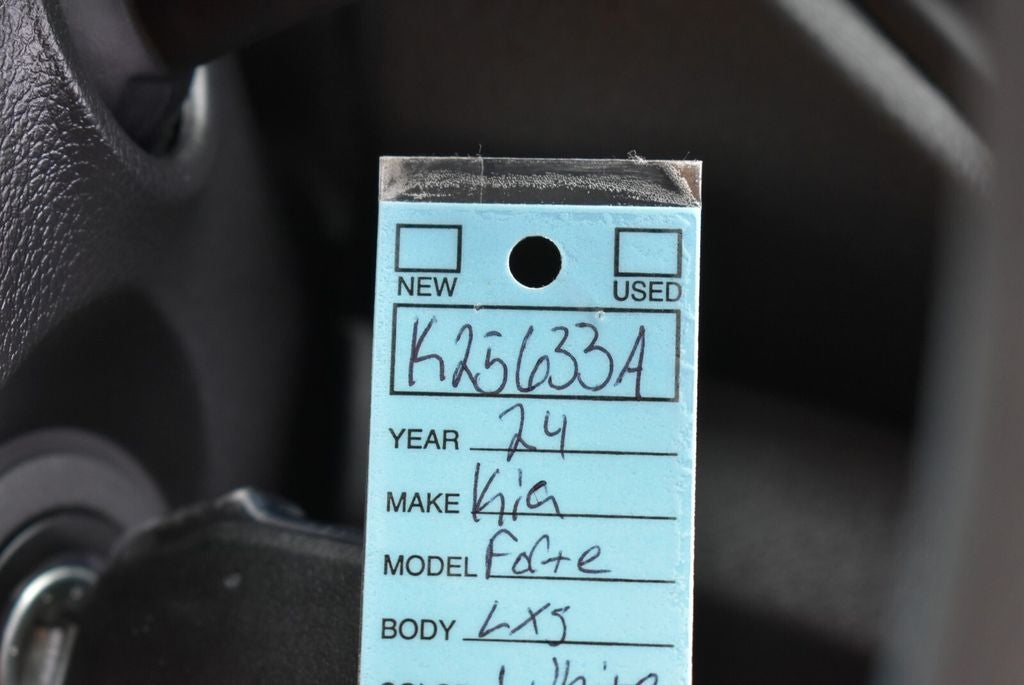 NEW USED
K25633A
YEAR 24
MAKE Kia
MODEL Forte
BODY LXS